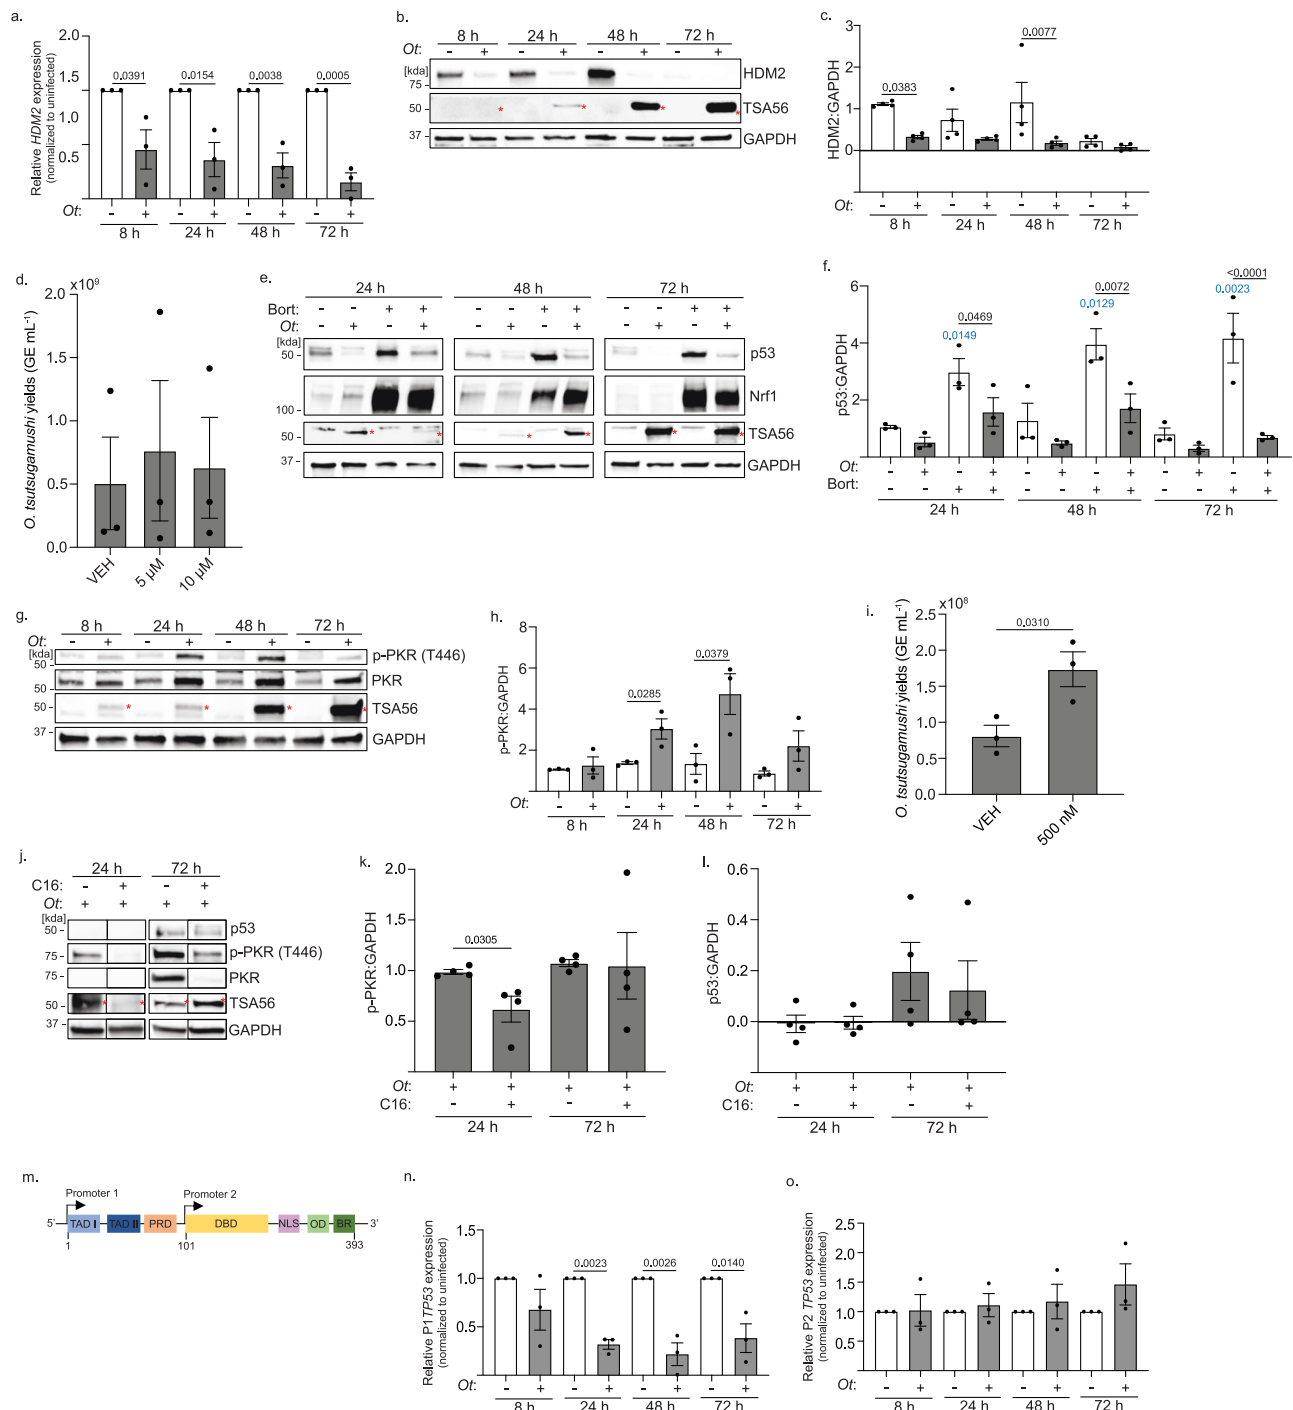 a.
Relative HDM2 expression
(normalized to uninfected)
1.5
1.0
0.5
0.0391 0.0154 0.0038 0.0005
Ot: - + - + - + - +
8 h 24 h 48 h 72 h
b.
8 h 24 h 48 h 72 h
Ot: - + - + - + - +
[kda]
75 HDM2
50 * * * * TSA56
37 GAPDH
c.
HDM2:GAPDH
3
2
1
0
0.0383 0.0077
Ot: - + - + - + - +
8 h 24 h 48 h 72 h
d.
x10⁹
O. tsutsugamushi yields (GE mL⁻¹)
2.0
1.5
1.0
0.5
0.0
VEH 5 µM 10 µM
e.
24 h 48 h 72 h
Bort: - - + + - - + + - - + +
Ot: - + - + - + - + - + - +
[kda]
50 p53
100 Nrf1
50 * * * * * * TSA56
37 GAPDH
f.
p53:GAPDH
6
4
2
0.0149 0.0469 0.0129 0.0072 0.0023 <0.0001
Ot: - + - + - + - + - + - +
Bort: - - + + - - + + - - + +
24 h 48 h 72 h
g.
8 h 24 h 48 h 72 h
Ot: - + - + - + - +
[kda]
50 p-PKR (T446)
50 PKR
50 * * * * TSA56
37 GAPDH
h.
p-PKR:GAPDH
8
6
4
2
0.0285 0.0379
Ot: - + - + - + - +
8 h 24 h 48 h 72 h
i.
x10⁸
O. tsutsugamushi yields (GE mL⁻¹)
2.5
2.0
1.5
1.0
0.5
0.0
0.0310
VEH 500 nM
j.
24 h 72 h
C16: - + - +
Ot: + + + +
[kda]
50 p53
75 p-PKR (T446)
75 PKR
50 * * * * TSA56
37 GAPDH
k.
p-PKR:GAPDH
2.0
1.5
1.0
0.5
0.0305
Ot: + + + +
C16: - + - +
24 h 72 h
l.
p53:GAPDH
0.6
0.4
0.2
0.0
Ot: + + + +
C16: - + - +
24 h 72 h
m.
Promoter 1 Promoter 2
5' TAD I TAD II PRD DBD NLS OD BR 3'
1 101 393
n.
Relative P1 TP53 expression
(normalized to uninfected)
1.5
1.0
0.5
0.0023 0.0026 0.0140
Ot: - + - + - + - +
8 h 24 h 48 h 72 h
o.
Relative P2 TP53 expression
(normalized to uninfected)
2.5
2.0
1.5
1.0
0.5
Ot: - + - + - + - +
8 h 24 h 48 h 72 h